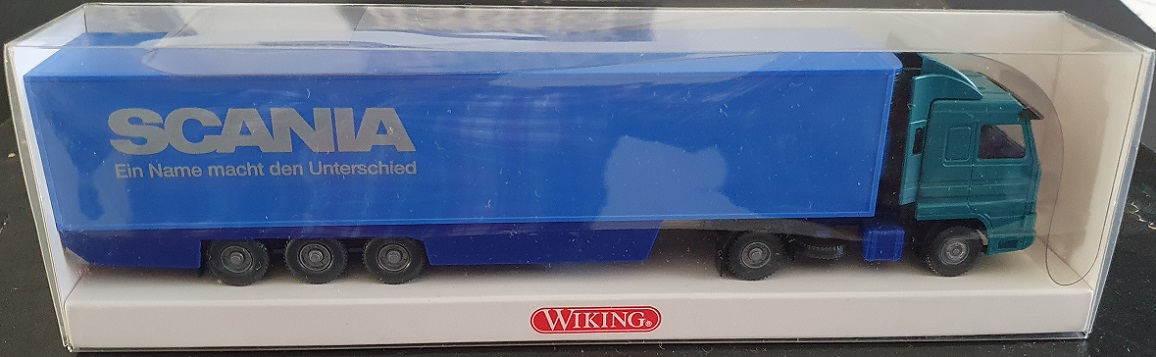 SCANIA
Ein Name macht den Unterschied
WIKING®